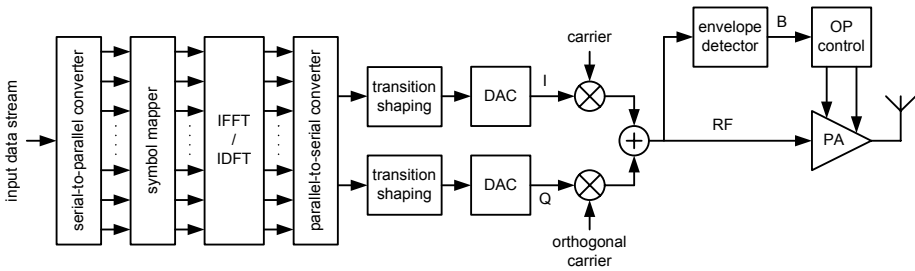 input data stream
serial-to-parallel converter
symbol mapper
IFFT
/
IDFT
parallel-to-serial converter
transition
shaping
DAC
I
carrier
transition
shaping
DAC
Q
orthogonal
carrier
envelope
detector
B
OP
control
RF
PA